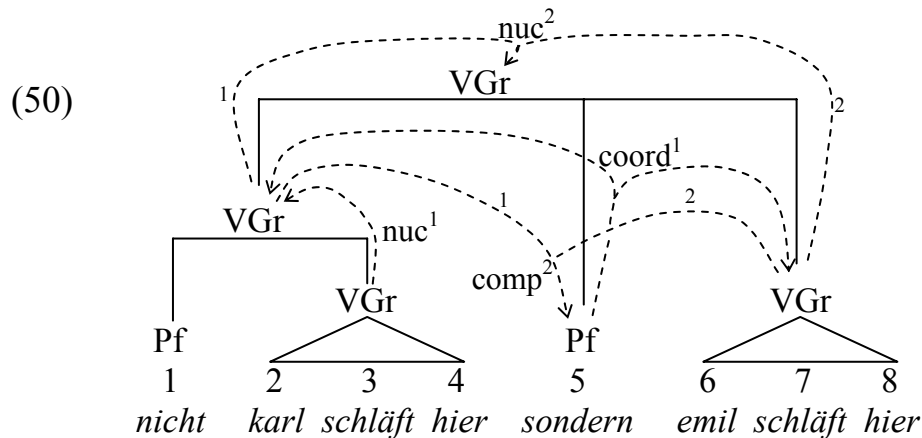 nuc²
VGr
(50)
1
2
coord¹
1
2
VGr
nuc¹
comp²
VGr
VGr
Pf
Pf
1 2 3 4 5 6 7 8
nicht karl schläft hier sondern emil schläft hier